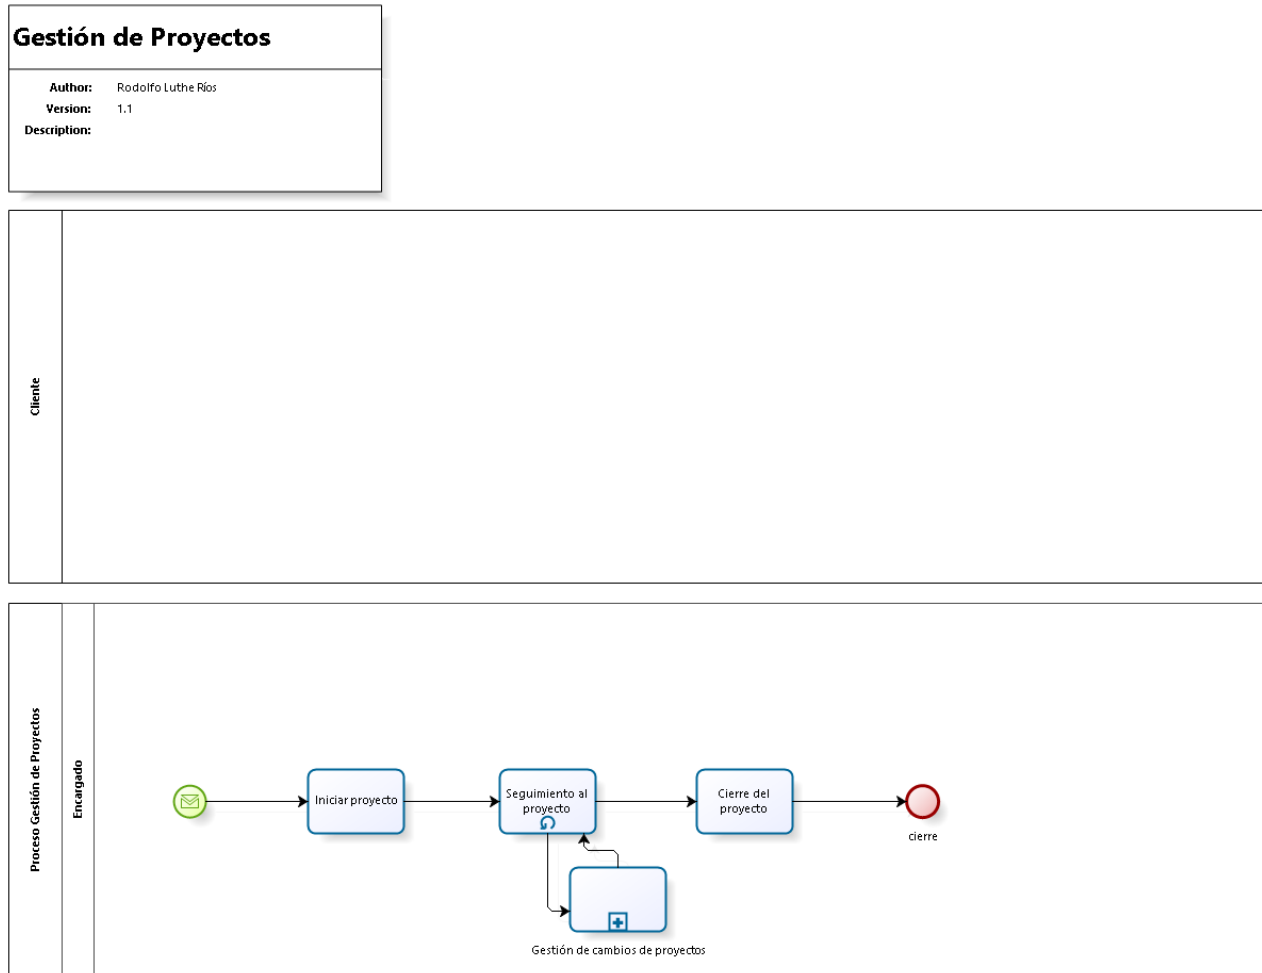 Gestión de Proyectos
Author: Rodolfo Luthe Ríos
Version: 1.1
Description:
Cliente
Proceso Gestión de Proyectos
Encargado
Iniciar proyecto
Seguimiento al
proyecto
Cierre del
proyecto
cierre
Gestión de cambios de proyectos